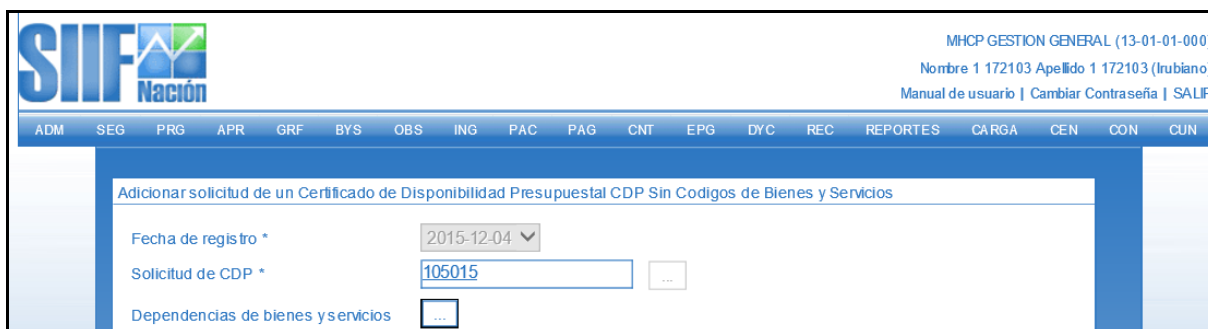 SIIF
Nación
MHCP GESTION GENERAL (13-01-01-000)
Nombre 1 172103 Apellido 1 172103 (lrubiano)
Manual de usuario | Cambiar Contraseña | SALIR
ADM SEG PRG APR GRF BYS OBS ING PAC PAG CNT EPG DYC REC REPORTES CARGA CEN CON CUN
Adicionar solicitud de un Certificado de Disponibilidad Presupuestal CDP Sin Codigos de Bienes y Servicios
Fecha de registro * 2015-12-04
Solicitud de CDP * 105015 ...
Dependencias de bienes y servicios ...